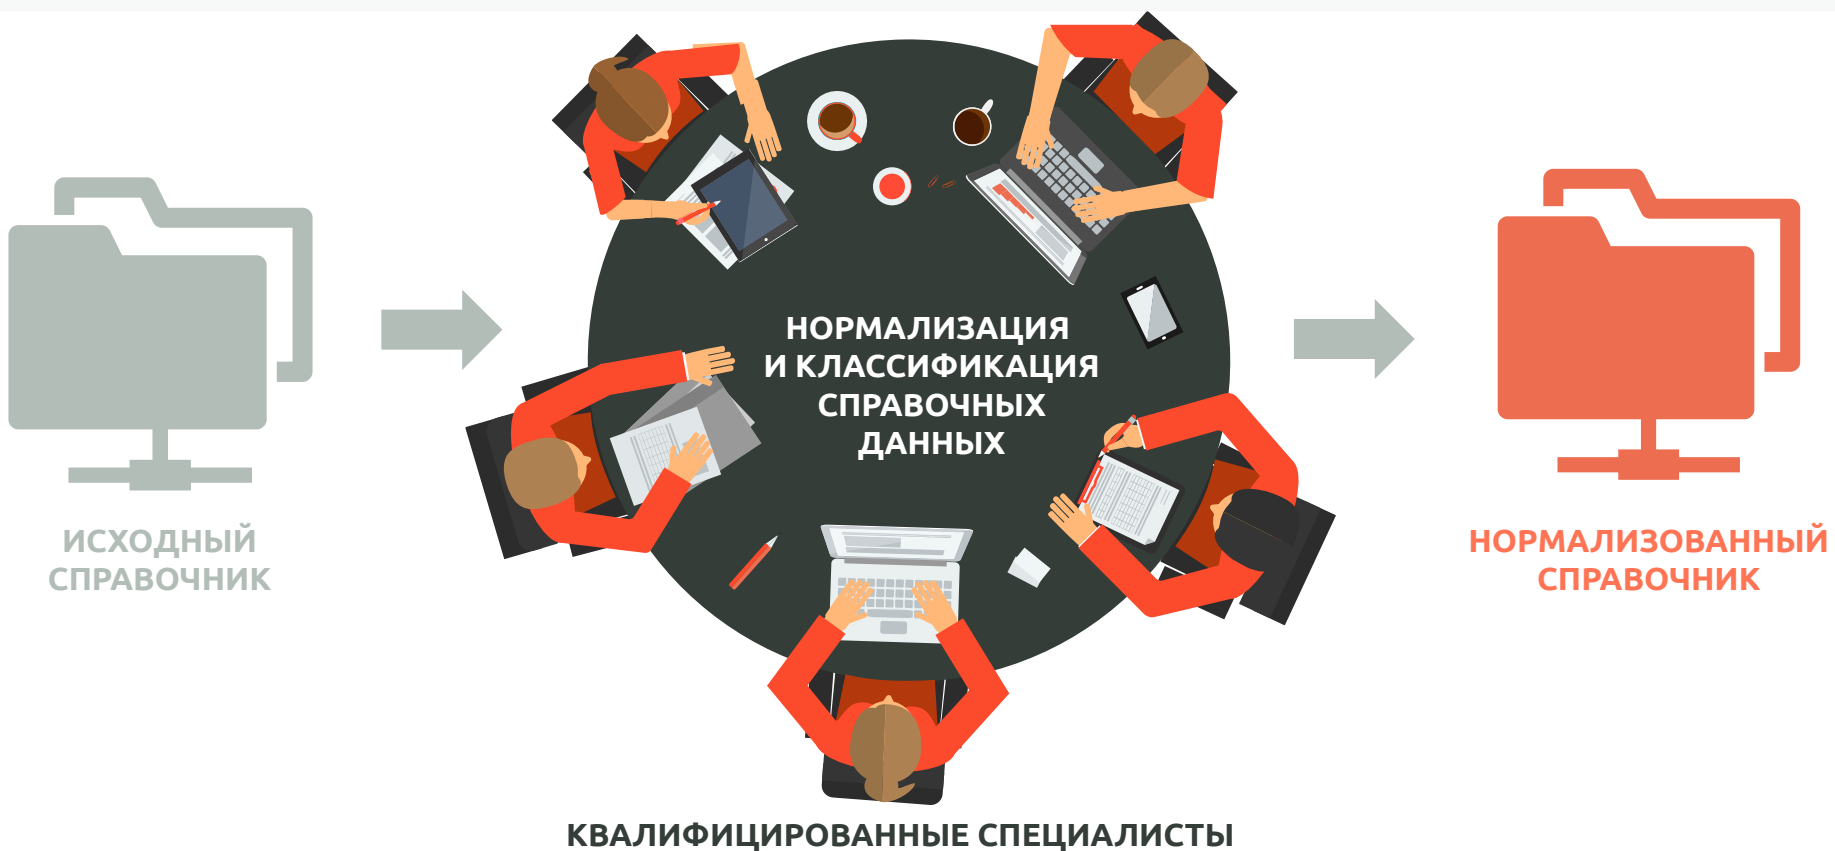 НОРМАЛИЗАЦИЯ
И КЛАССИФИКАЦИЯ
СПРАВОЧНЫХ
ДАННЫХ
ИСХОДНЫЙ
СПРАВОЧНИК
НОРМАЛИЗОВАННЫЙ
СПРАВОЧНИК
КВАЛИФИЦИРОВАННЫЕ СПЕЦИАЛИСТЫ